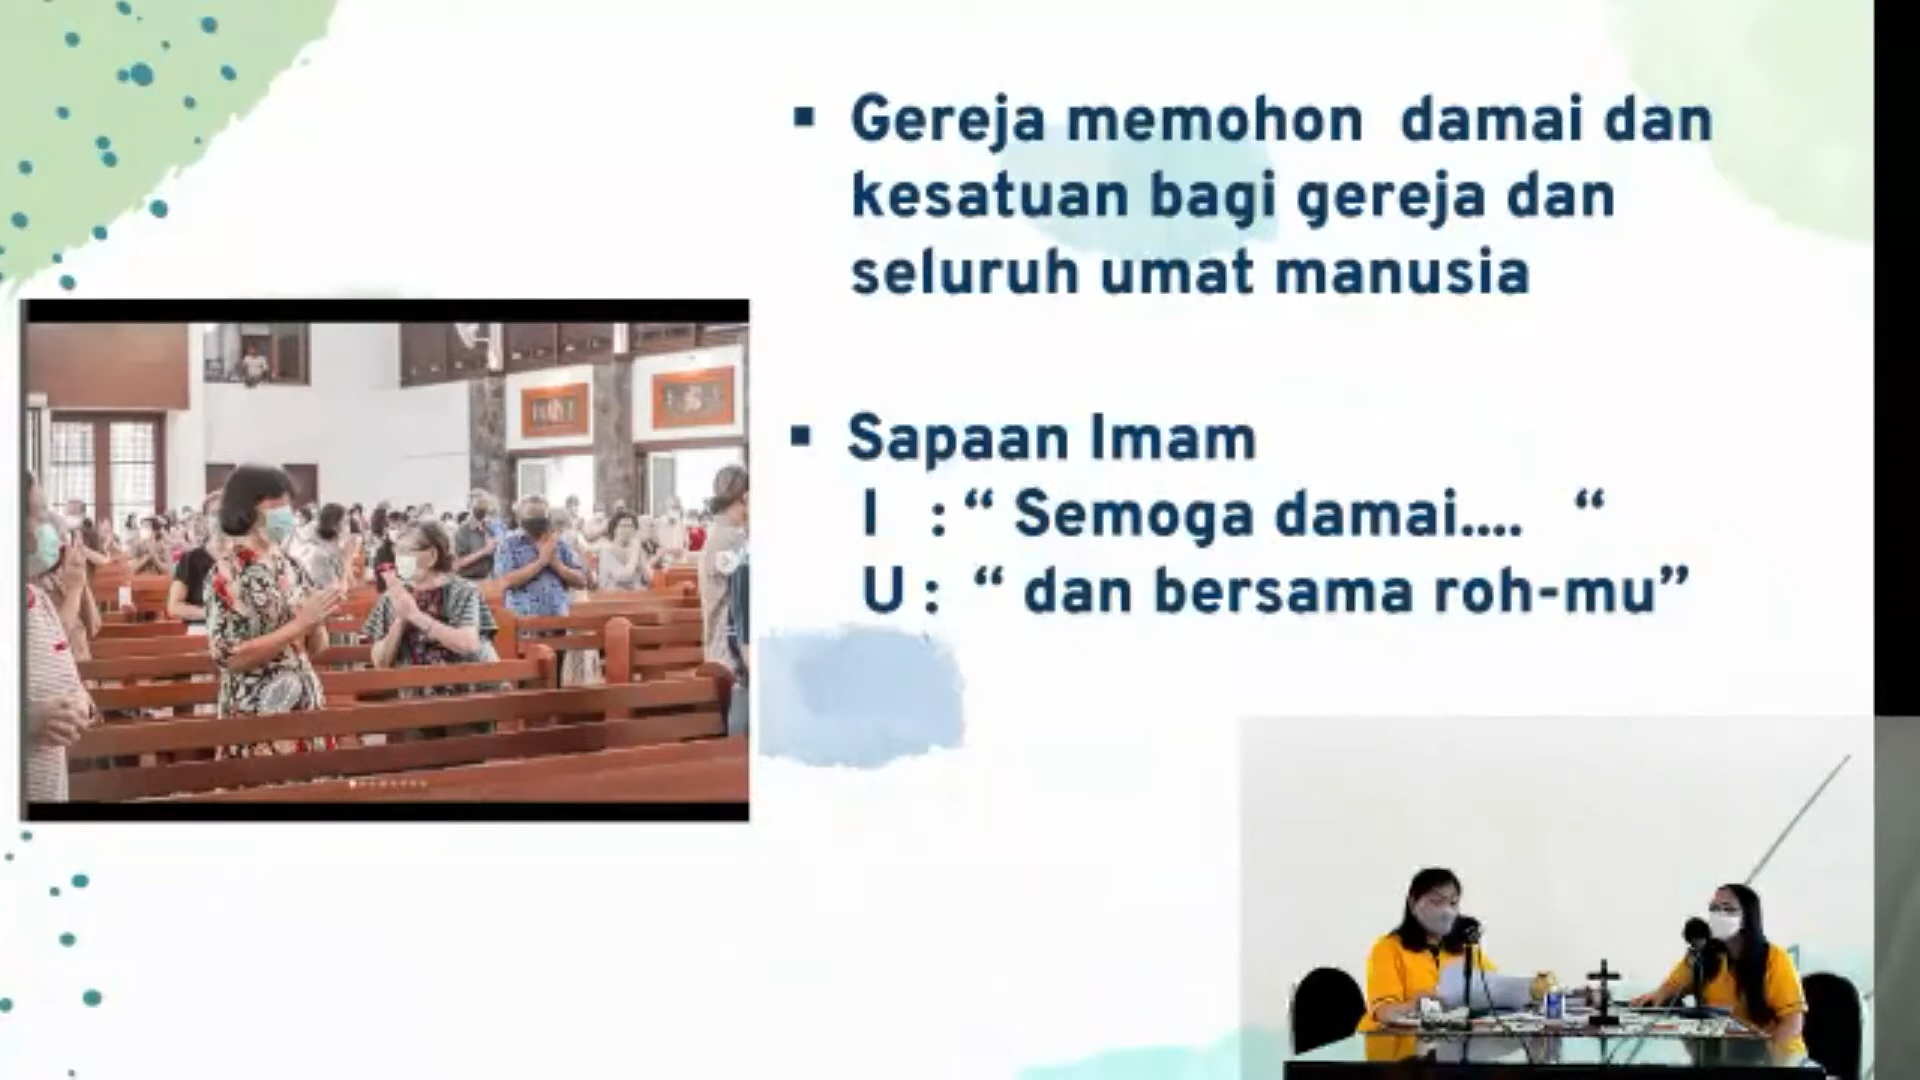 ▪ Gereja memohon damai dan
kesatuan bagi gereja dan
seluruh umat manusia
▪ Sapaan Imam
I : “ Semoga damai.... “
U : “ dan bersama roh-mu”